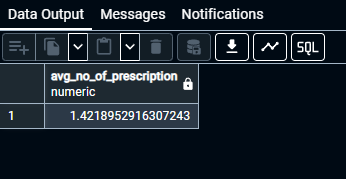 Data Output Messages Notifications
SQL
avg_no_of_prescription
numeric
1 1.4218952916307243